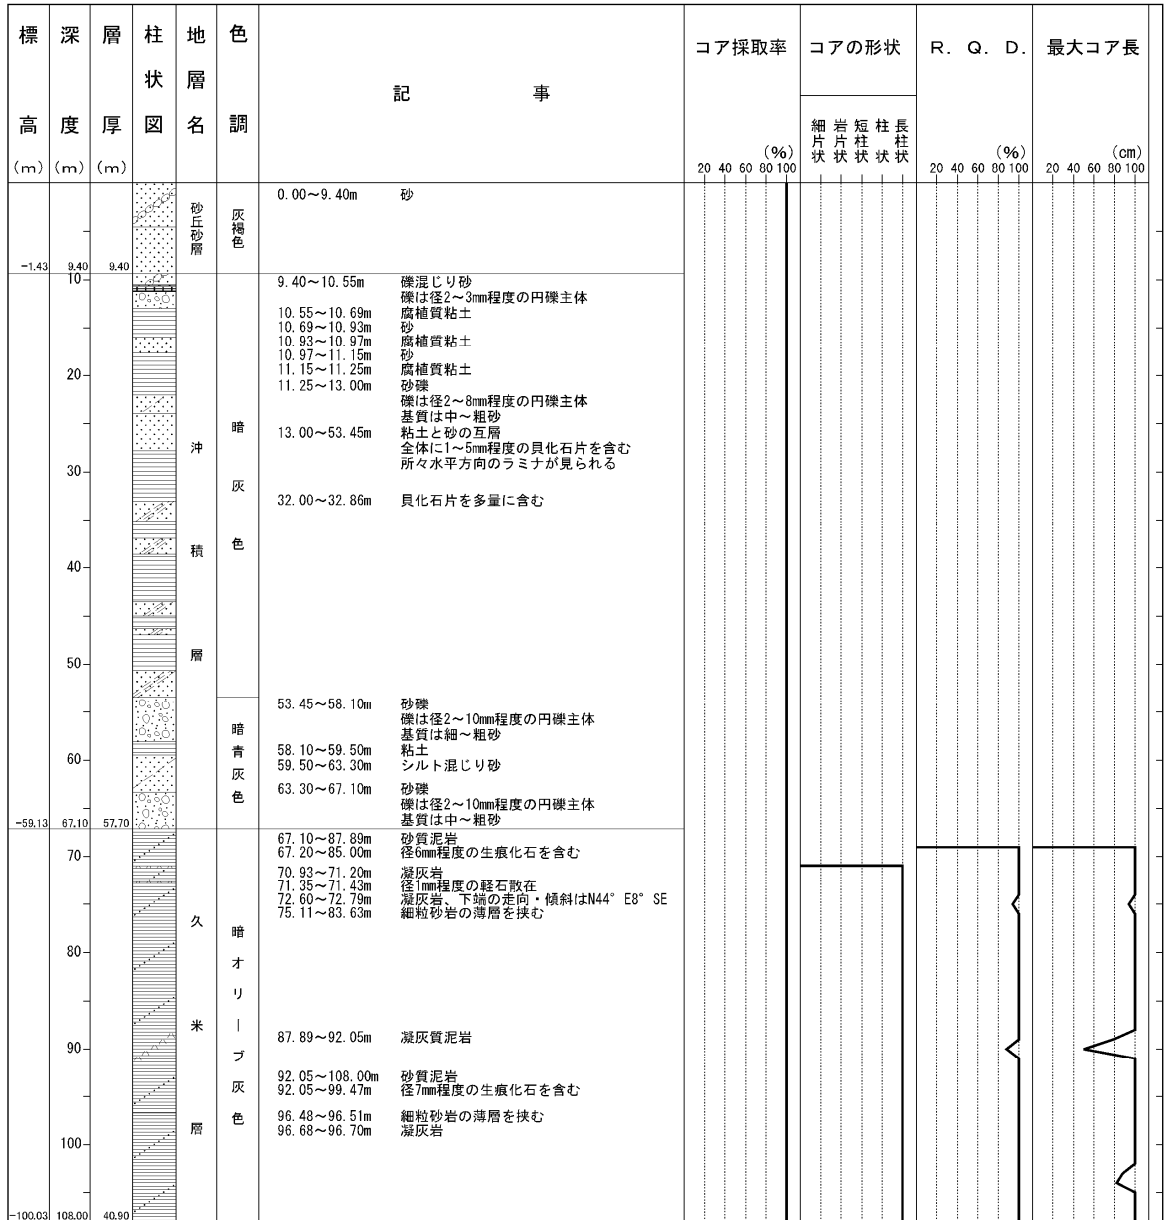 標高 (m)
深度 (m)
層厚 (m)
柱状図
地層名
色調
記 事
コア採取率 (%)
20 40 60 80 100
コアの形状
細片状
岩片状
短柱状
柱状
長柱状
R. Q. D. (%)
20 40 60 80 100
最大コア長 (cm)
20 40 60 80 100
砂丘砂層
灰褐色
0.00～9.40m 砂
-1.43 9.40 9.40
10
9.40～10.55m 礫混じり砂
礫は径2～3mm程度の円礫主体
10.55～10.69m 腐植質粘土
10.69～10.93m 砂
10.93～10.97m 腐植質粘土
10.97～11.15m 砂
11.15～11.25m 腐植質粘土
20
11.25～13.00m 砂礫
礫は径2～8mm程度の円礫主体
基質は中～粗砂
沖積層
暗灰色
13.00～53.45m 粘土と砂の互層
全体に1～5mm程度の貝化石片を含む
所々水平方向のラミナが見られる
30
32.00～32.86m 貝化石片を多量に含む
40
50
暗青灰色
53.45～58.10m 砂礫
礫は径2～10mm程度の円礫主体
基質は細～粗砂
58.10～59.50m 粘土
60
59.50～63.30m シルト混じり砂
63.30～67.10m 砂礫
礫は径2～10mm程度の円礫主体
基質は中～粗砂
-59.13 67.10 57.70
67.10～87.89m 砂質泥岩
67.20～85.00m 径6mm程度の生痕化石を含む
70
70.93～71.20m 凝灰岩
71.35～71.43m 径1mm程度の軽石散在
72.60～72.79m 凝灰岩、下端の走向・傾斜はN44°E8°SE
75.11～83.63m 細粒砂岩の薄層を挟む
久米層
暗オリーブ灰色
80
87.89～92.05m 凝灰質泥岩
90
92.05～108.00m 砂質泥岩
92.05～99.47m 径7mm程度の生痕化石を含む
96.48～96.51m 細粒砂岩の薄層を挟む
96.68～96.70m 凝灰岩
100
-100.03 108.00 40.90